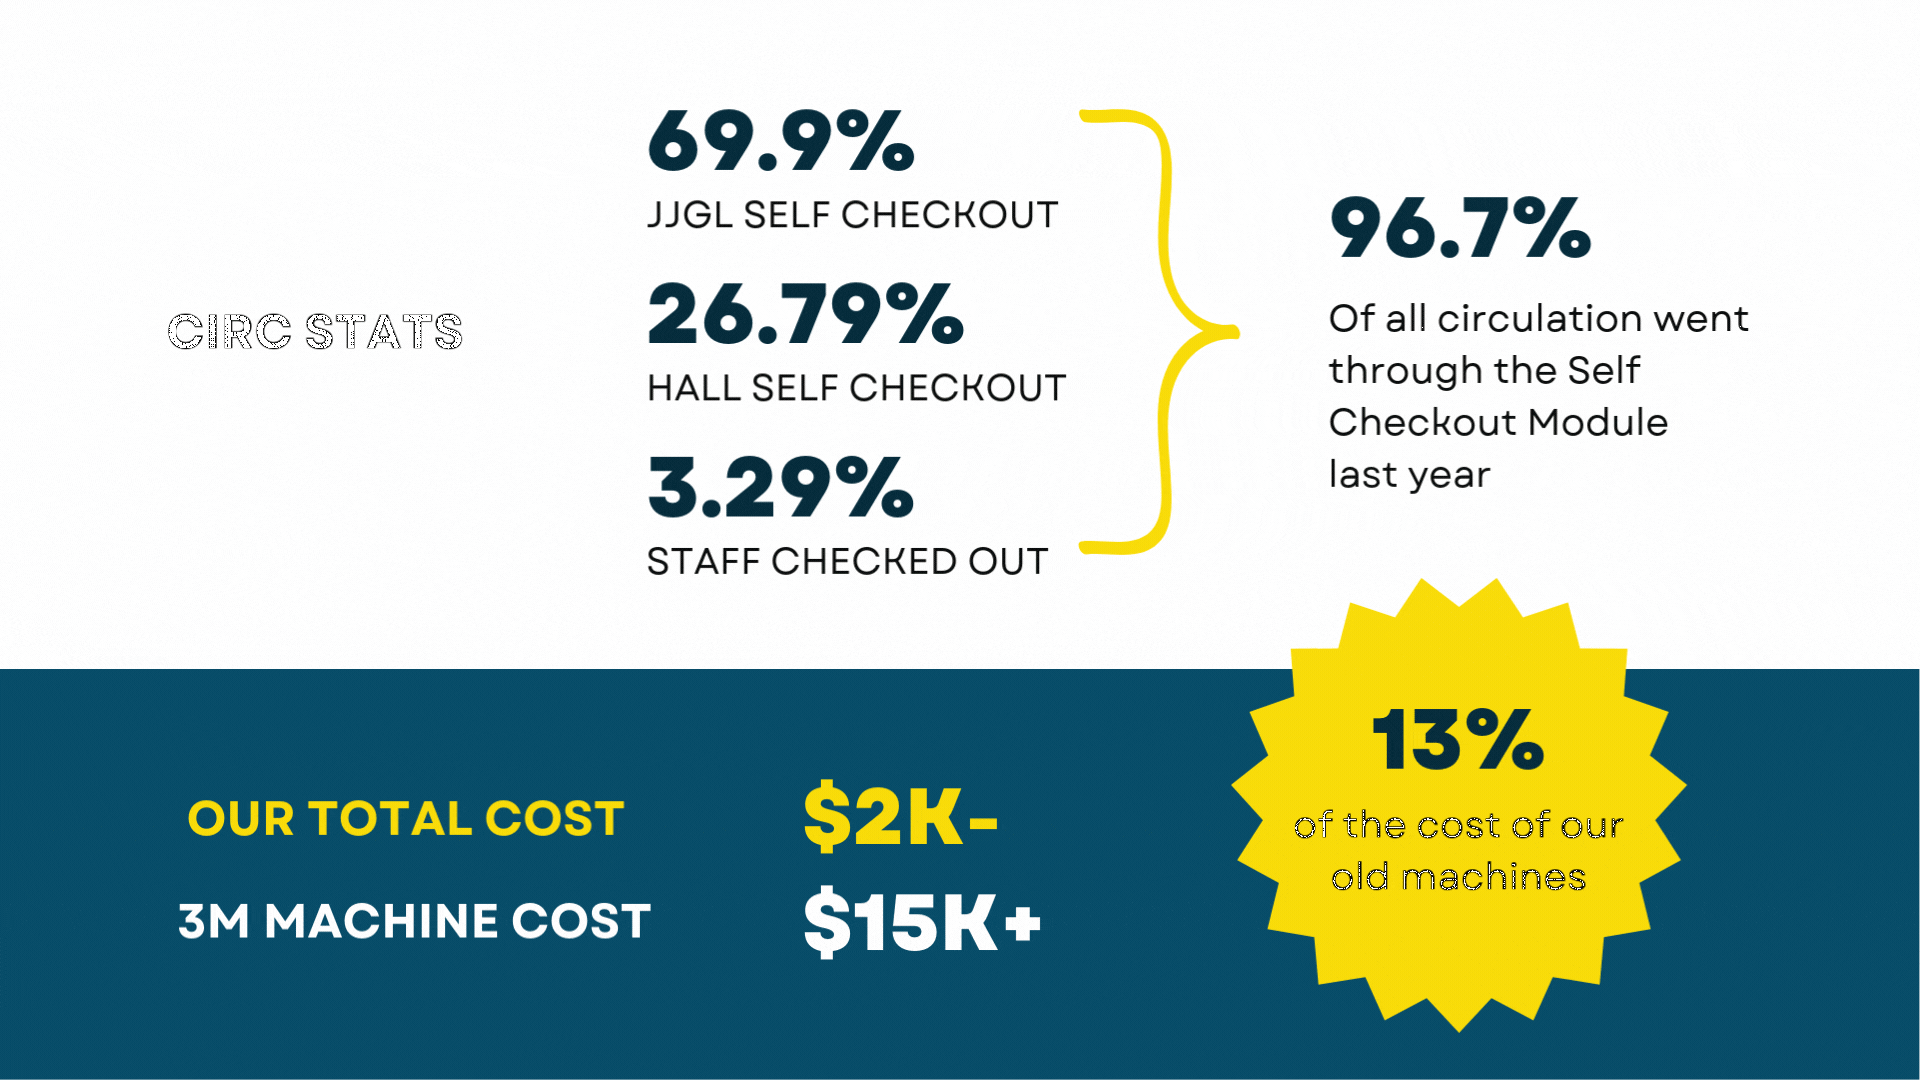 CIRC STATS
69.9%
JJGL SELF CHECKOUT
26.79%
HALL SELF CHECKOUT
3.29%
STAFF CHECKED OUT
96.7%
Of all circulation went
through the Self
Checkout Module
last year
OUR TOTAL COST
$2K-
3M MACHINE COST
$15K+
13%
of the cost of our
old machines